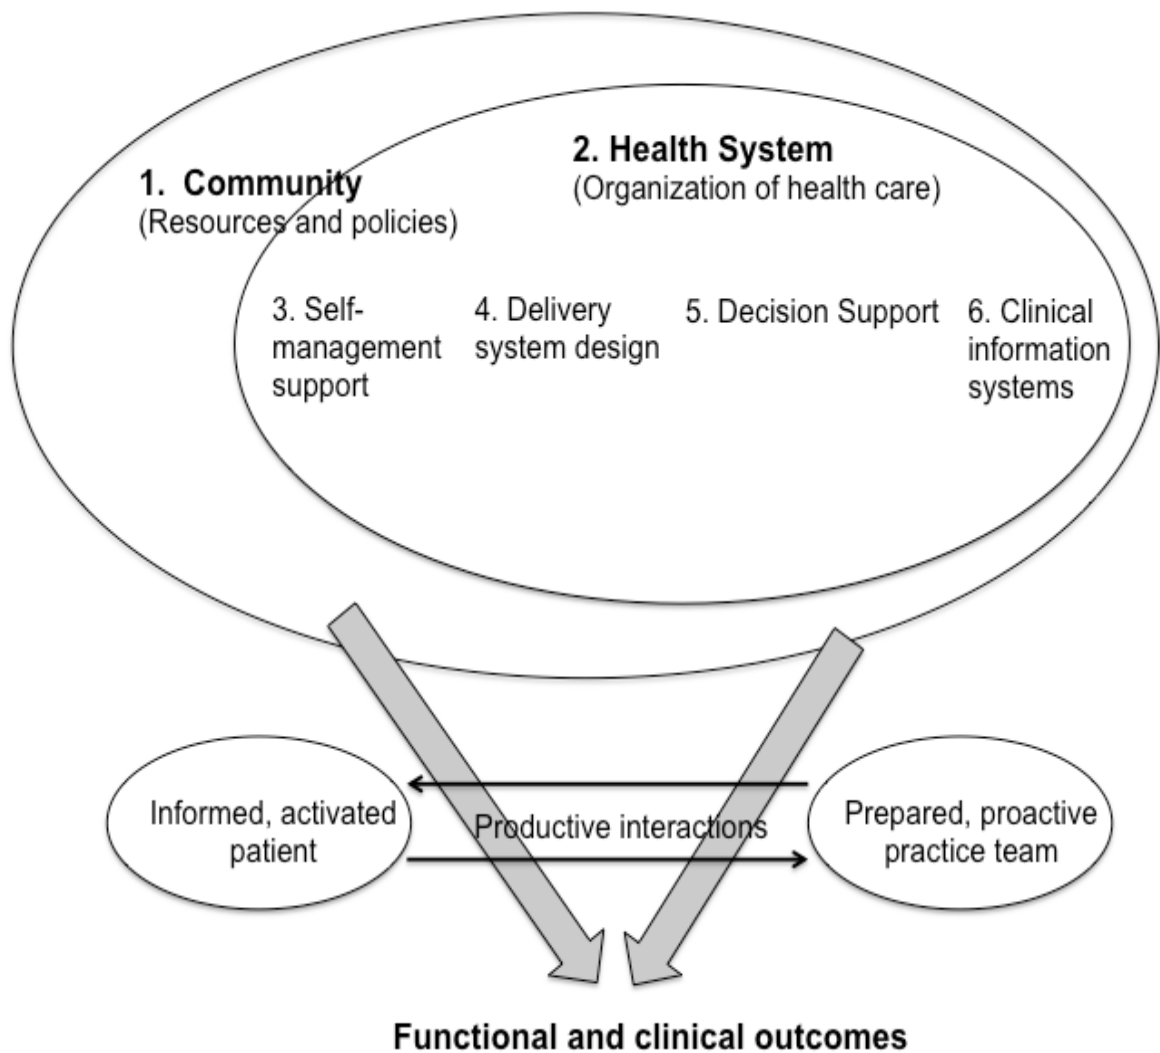 1. Community
(Resources and policies)
2. Health System
(Organization of health care)
3. Self-
management
support
4. Delivery
system design
5. Decision Support
6. Clinical
information
systems
Informed, activated
patient
Productive interactions
Prepared, proactive
practice team
Functional and clinical outcomes